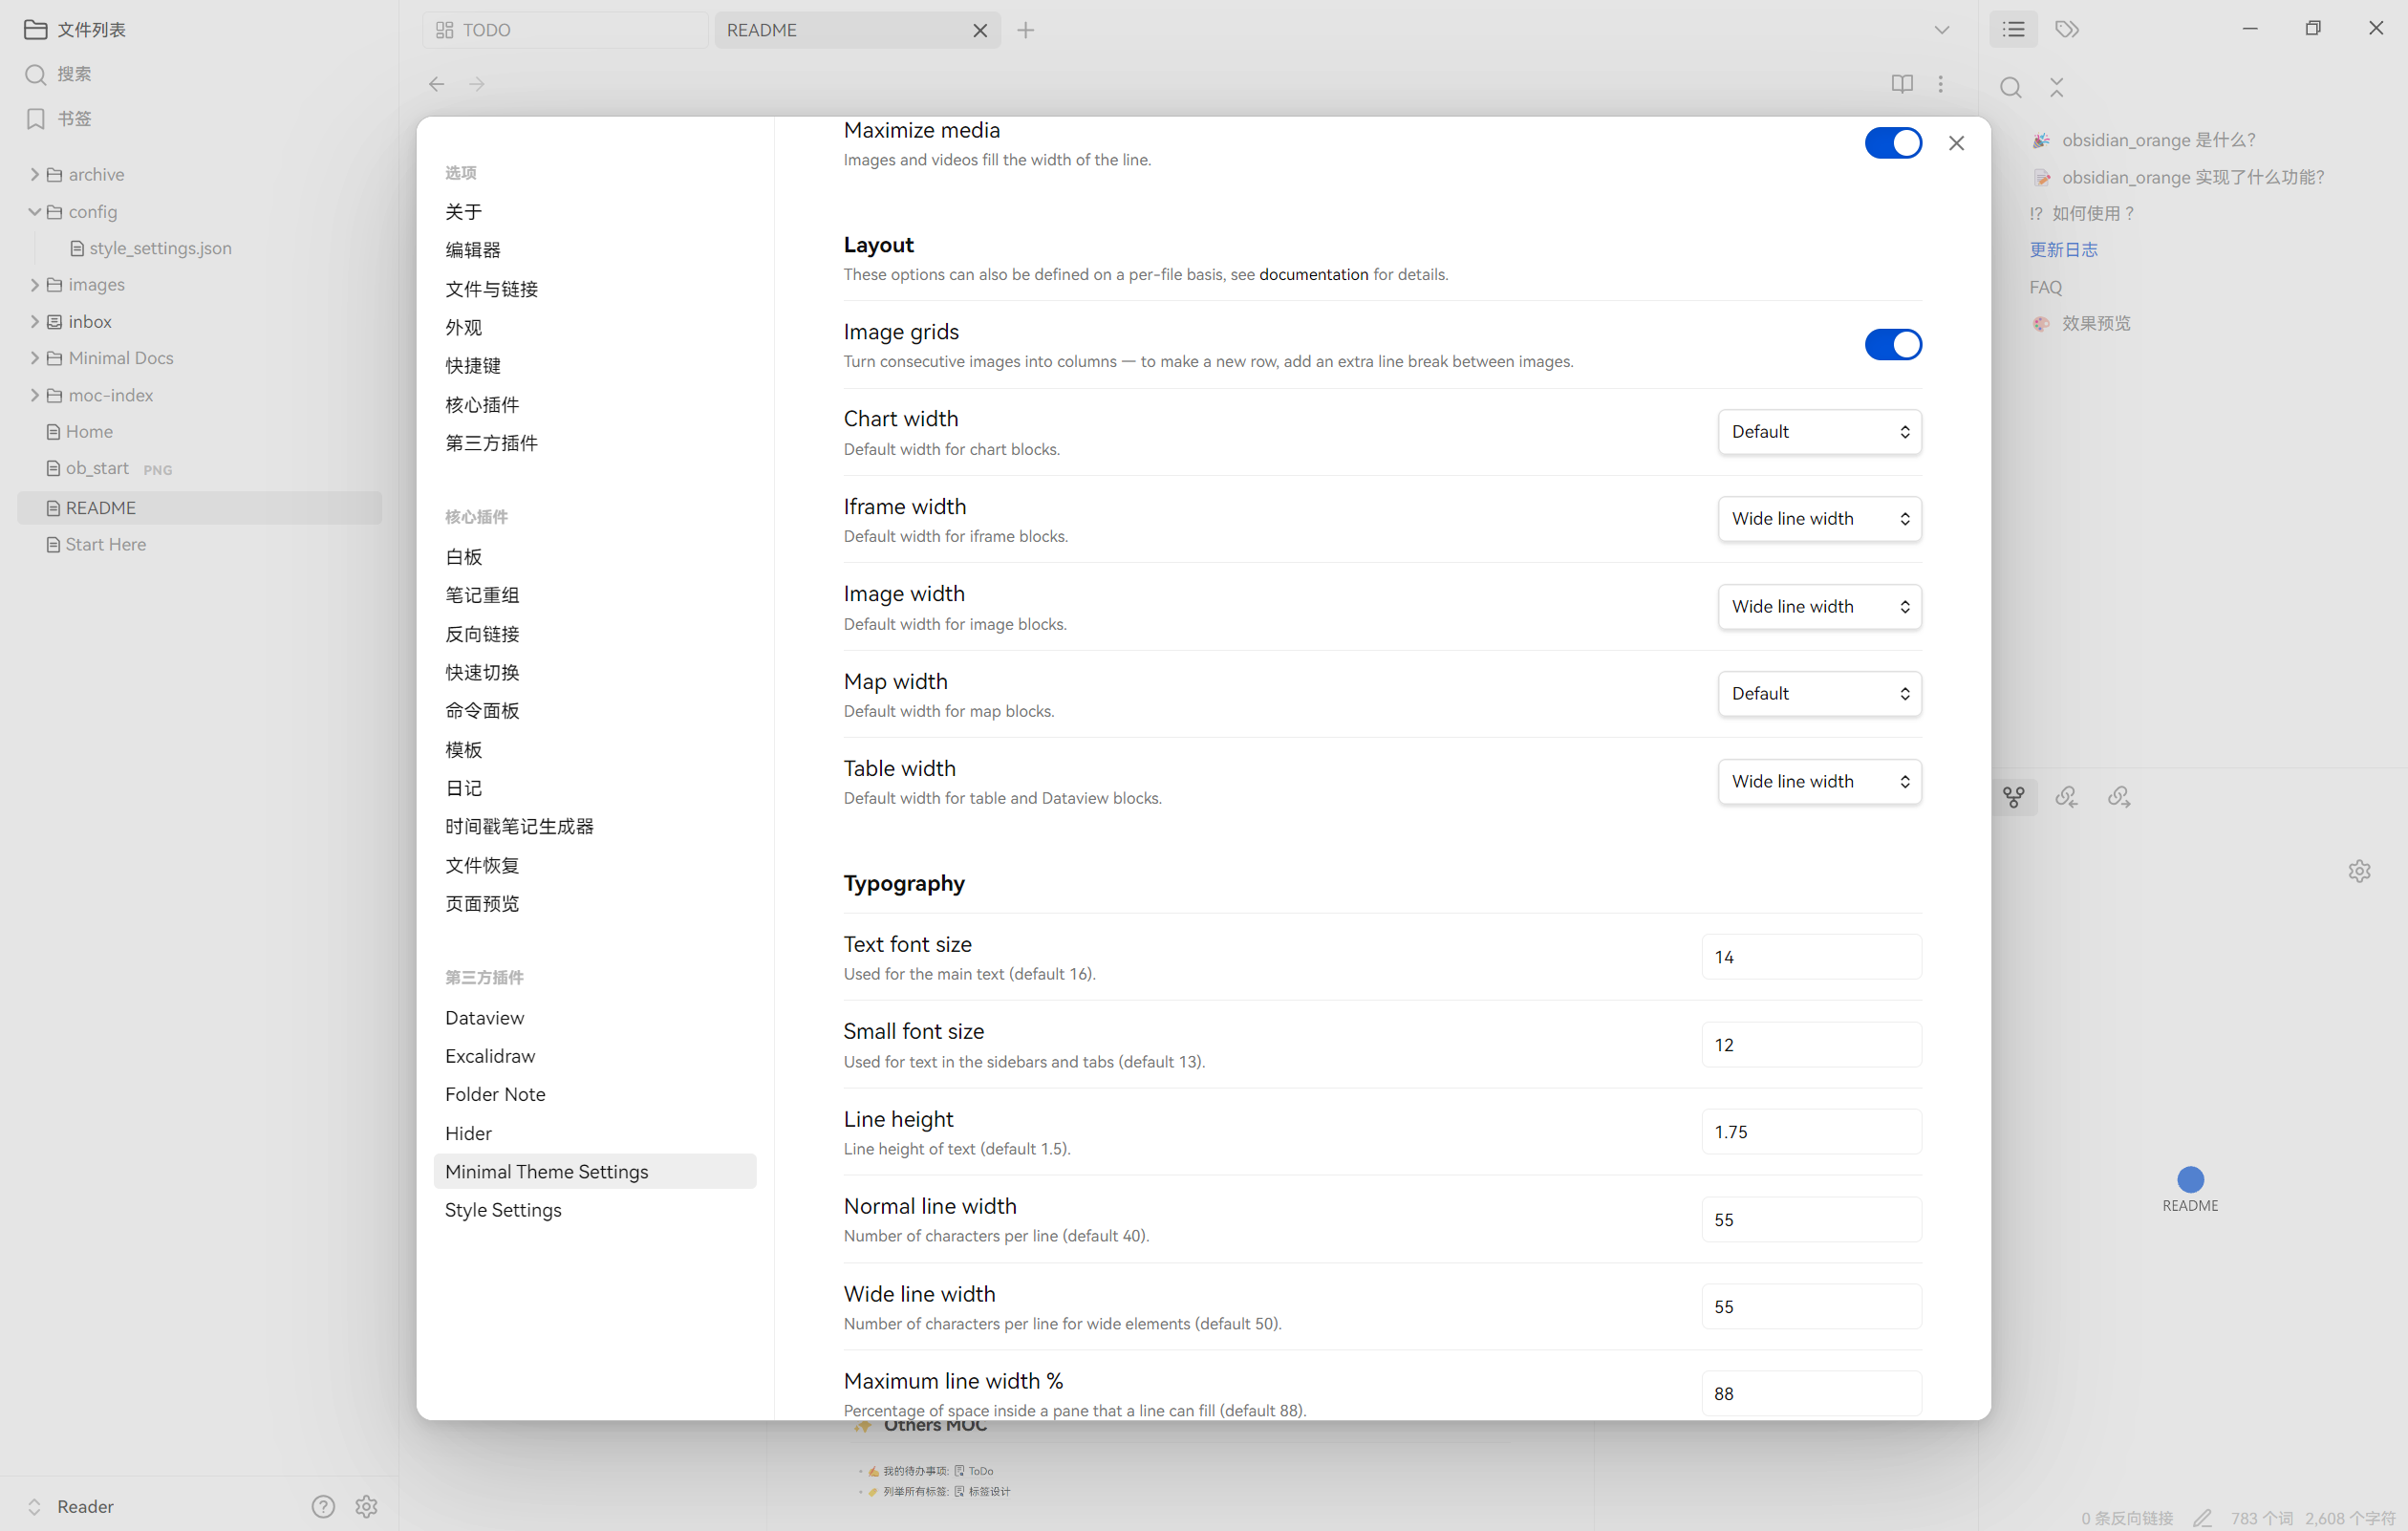 文件列表
搜索
书签
archive
config
style_settings.json
images
inbox
Minimal Docs
moc-index
Home
ob_start PNG
README
Start Here
Reader
TODO
README
选项
关于
编辑器
文件与链接
外观
快捷键
核心插件
第三方插件
核心插件
白板
笔记重组
反向链接
快速切换
命令面板
模板
日记
时间戳笔记生成器
文件恢复
页面预览
第三方插件
Dataview
Excalidraw
Folder Note
Hider
Minimal Theme Settings
Style Settings
Maximize media
Images and videos fill the width of the line.
Layout
These options can also be defined on a per-file basis, see documentation for details.
Image grids
Turn consecutive images into columns — to make a new row, add an extra line break between images.
Chart width
Default width for chart blocks.
Default
Iframe width
Default width for iframe blocks.
Wide line width
Image width
Default width for image blocks.
Wide line width
Map width
Default width for map blocks.
Default
Table width
Default width for table and Dataview blocks.
Wide line width
Typography
Text font size
Used for the main text (default 16).
14
Small font size
Used for text in the sidebars and tabs (default 13).
12
Line height
Line height of text (default 1.5).
1.75
Normal line width
Number of characters per line (default 40).
55
Wide line width
Number of characters per line for wide elements (default 50).
55
Maximum line width %
Percentage of space inside a pane that a line can fill (default 88).
88
Others MOC
我的待办事项: ToDo
列举所有标签: 标签设计
obsidian_orange 是什么?
obsidian_orange 实现了什么功能?
⁉ 如何使用？
更新日志
FAQ
效果预览
README
0 条反向链接 783 个词 2,608 个字符